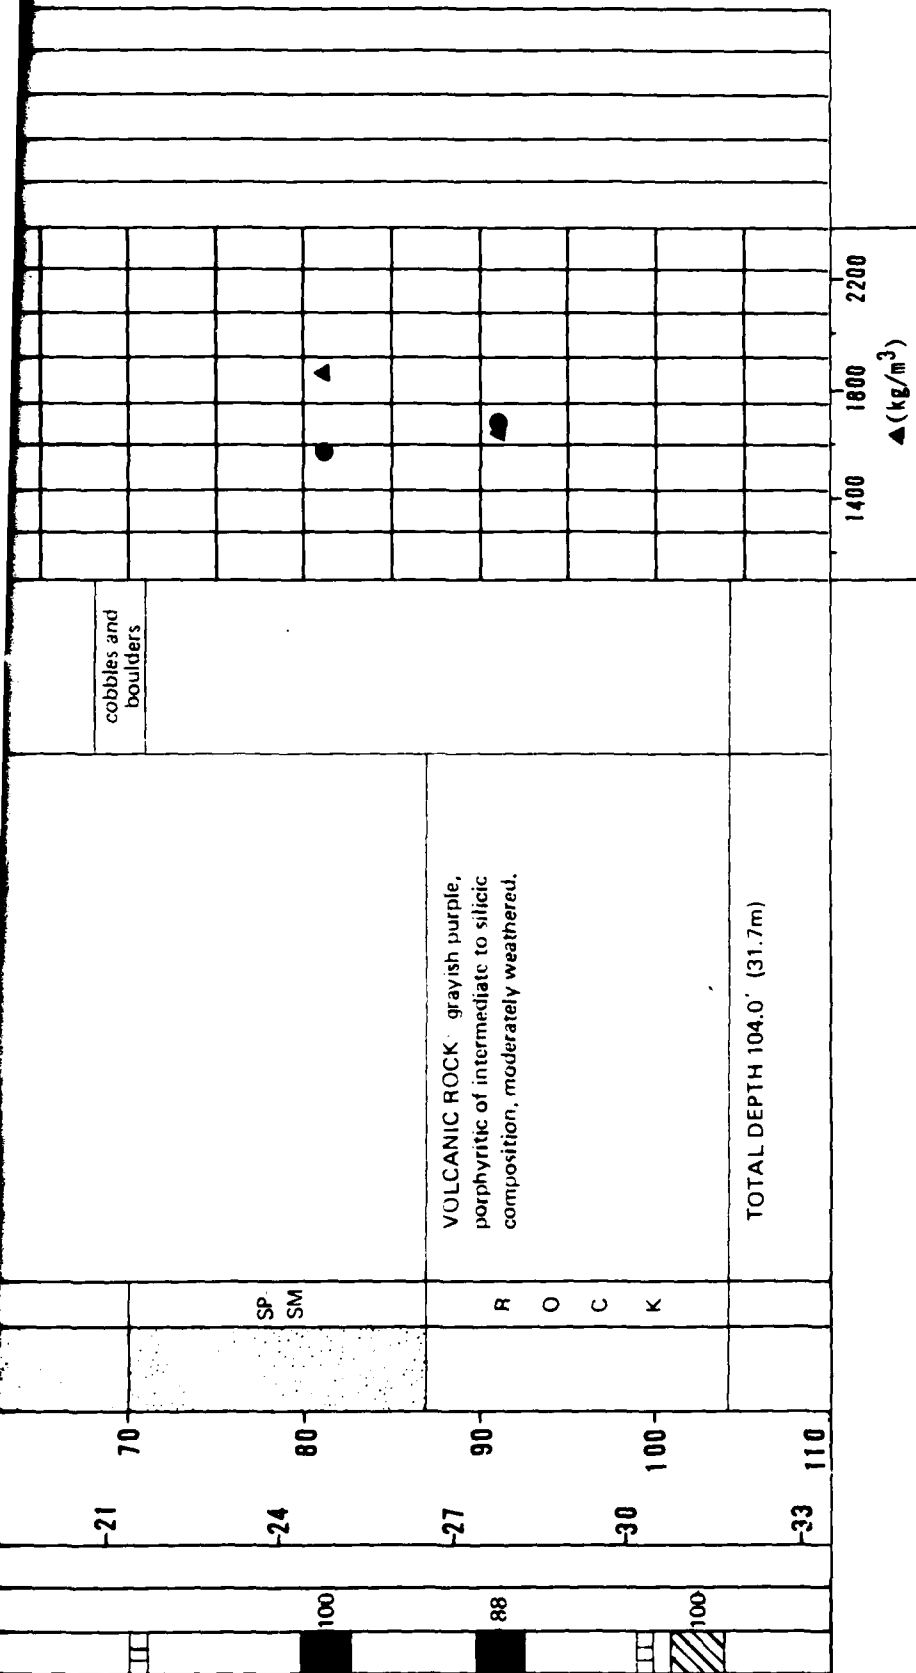 100
88
100
-21
-24
-27
-30
-33
70
80
90
100
110
SP
SM
R
O
C
K
VOLCANIC ROCK grayish purple,
porphyritic of intermediate to silicic
composition, moderately weathered.
TOTAL DEPTH 104.0' (31.7m)
cobbles and
boulders
1400
1800
2200
▲(kg/m³)